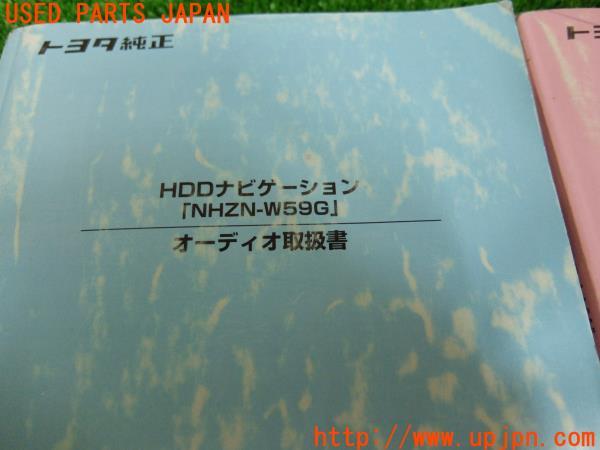 USED PARTS JAPAN
トヨタ純正
ト
HDDナビゲーション
「NHZN-W59G」
オーディオ取扱書
http://www.upjpn.com